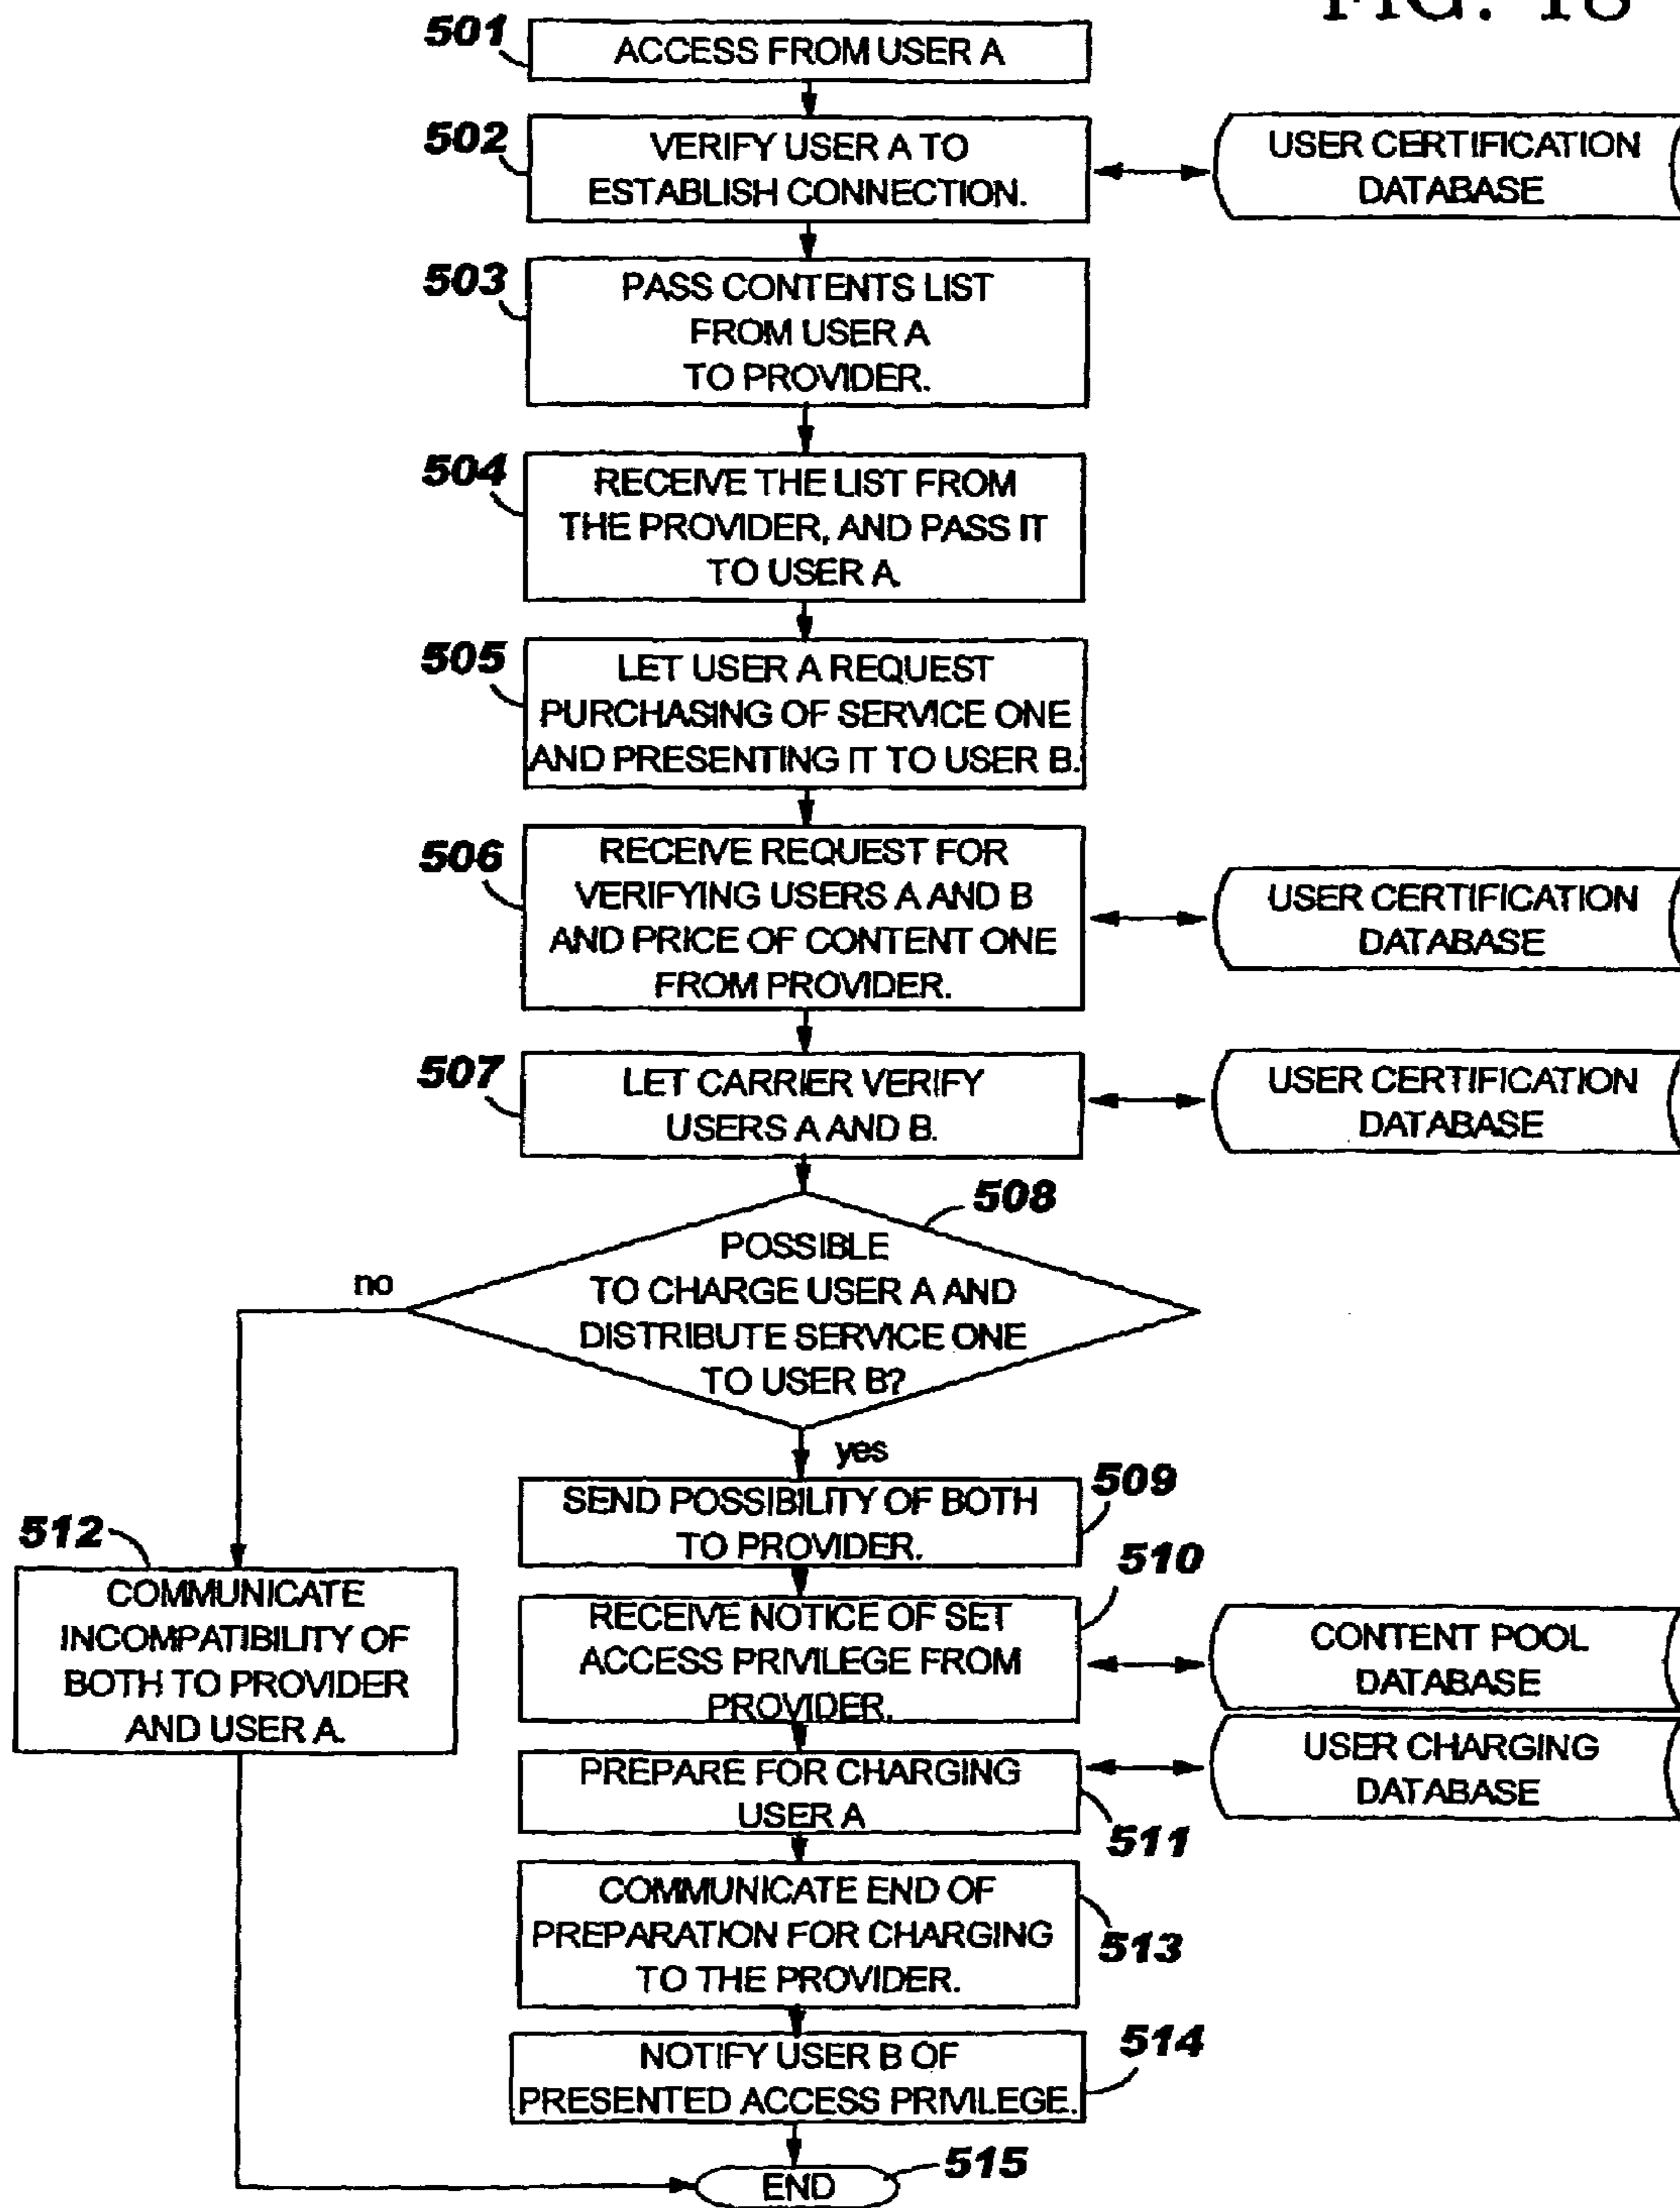 FIG. 18
501
ACCESS FROM USER A
502
VERIFY USER A TO
ESTABLISH CONNECTION.
USER CERTIFICATION
DATABASE
503
PASS CONTENTS LIST
FROM USER A
TO PROVIDER.
504
RECEIVE THE LIST FROM
THE PROVIDER, AND PASS IT
TO USER A.
505
LET USER A REQUEST
PURCHASING OF SERVICE ONE
AND PRESENTING IT TO USER B.
506
RECEIVE REQUEST FOR
VERIFYING USERS A AND B
AND PRICE OF CONTENT ONE
FROM PROVIDER.
USER CERTIFICATION
DATABASE
507
LET CARRIER VERIFY
USERS A AND B.
USER CERTIFICATION
DATABASE
508
POSSIBLE
TO CHARGE USER A AND
DISTRIBUTE SERVICE ONE
TO USER B?
no
yes
509
SEND POSSIBILITY OF BOTH
TO PROVIDER.
512
COMMUNICATE
INCOMPATIBILITY OF
BOTH TO PROVIDER
AND USER A.
510
RECEIVE NOTICE OF SET
ACCESS PRIVILEGE FROM
PROVIDER.
CONTENT POOL
DATABASE
PREPARE FOR CHARGING
USER A
511
USER CHARGING
DATABASE
COMMUNICATE END OF
PREPARATION FOR CHARGING
TO THE PROVIDER.
513
514
NOTIFY USER B OF
PRESENTED ACCESS PRIVILEGE.
END
515